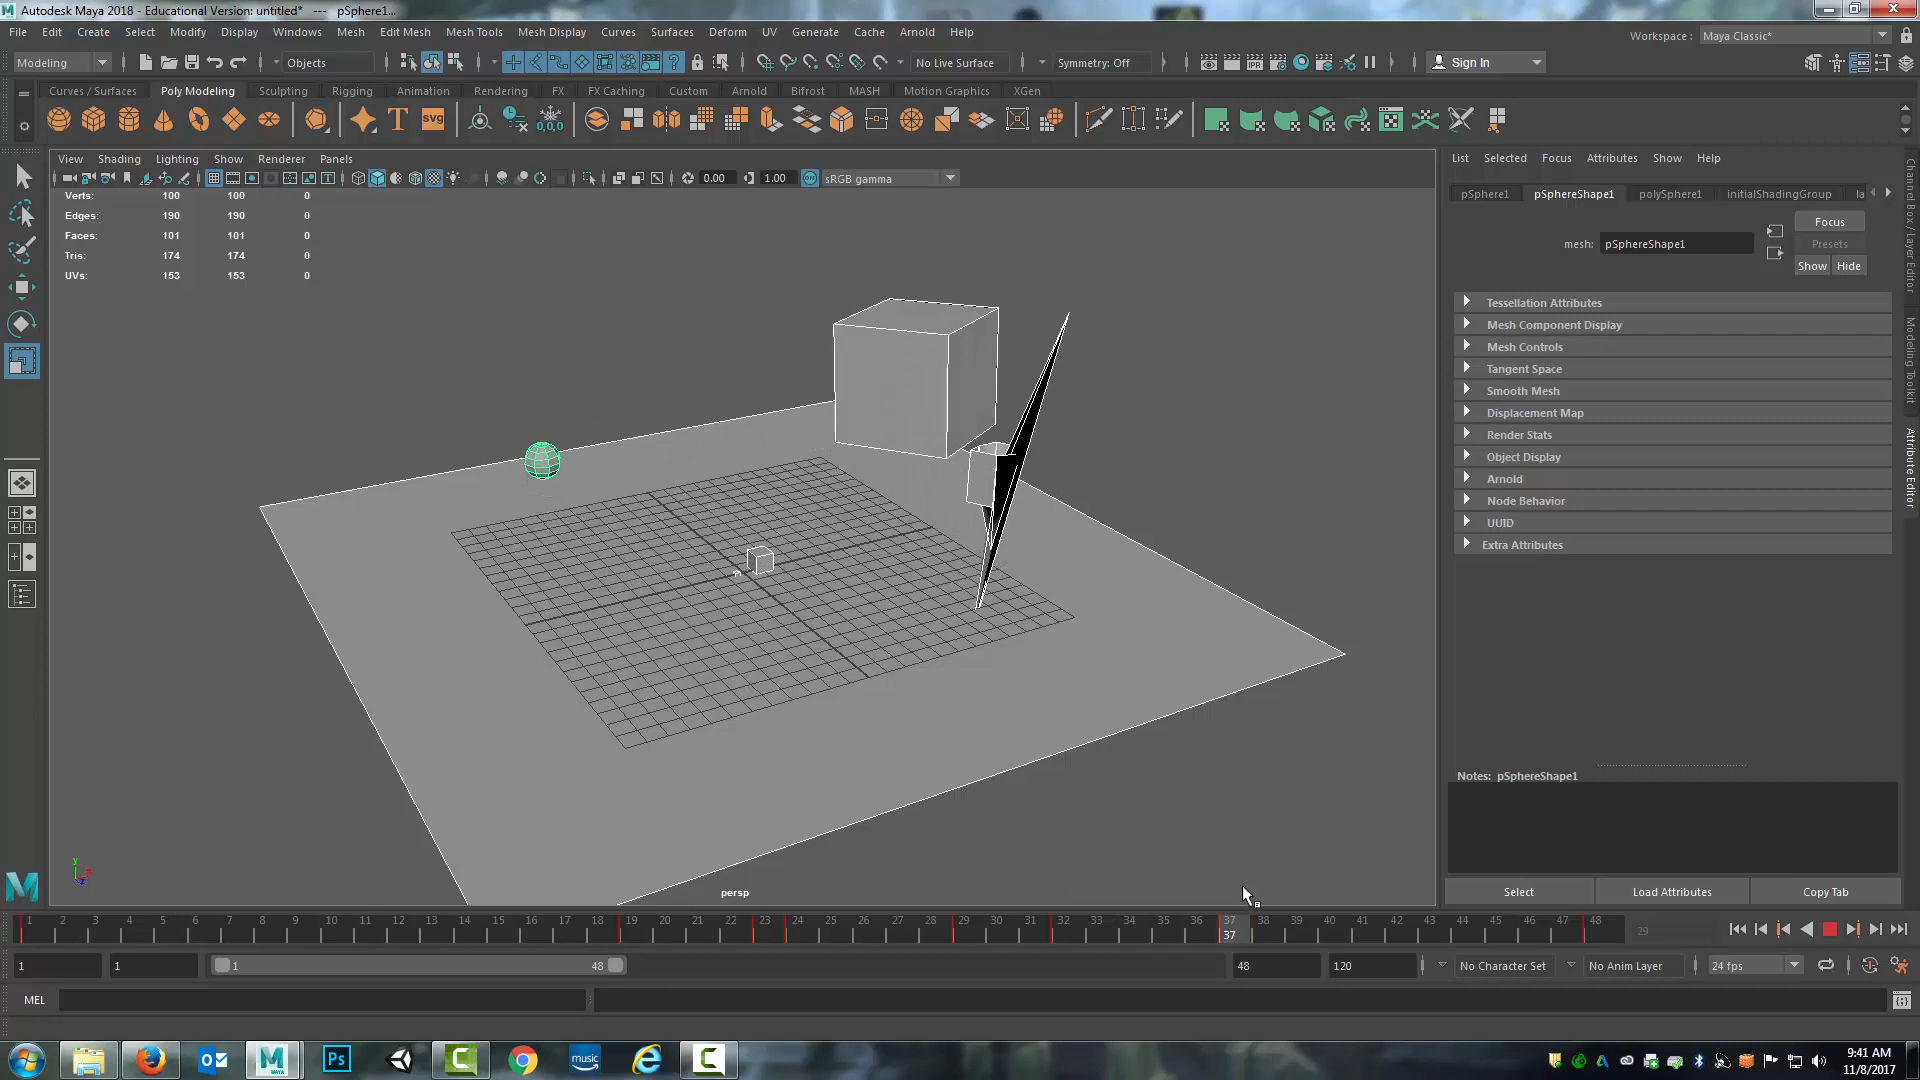 Autodesk Maya 2018 - Educational Version: untitled*   ---   pSphere1...
File Edit Create Select Modify Display Windows Mesh Edit Mesh Mesh Tools Mesh Display Curves Surfaces Deform UV Generate Cache Arnold Help
Workspace : Maya Classic*
Modeling Objects No Live Surface Symmetry: Off Sign In
Curves / Surfaces Poly Modeling Sculpting Rigging Animation Rendering FX FX Caching Custom Arnold Bifrost MASH Motion Graphics XGen
T svg 0,0,0
View Shading Lighting Show Renderer Panels
0.00 1.00 ON sRGB gamma
Verts: 100 100 0
Edges: 190 190 0
Faces: 101 101 0
Tris: 174 174 0
UVs: 153 153 0
persp
y
List Selected Focus Attributes Show Help
pSphere1 pSphereShape1 polySphere1 initialShadingGroup la
Focus
mesh: pSphereShape1
Presets
Show Hide
Tessellation Attributes
Mesh Component Display
Mesh Controls
Tangent Space
Smooth Mesh
Displacement Map
Render Stats
Object Display
Arnold
Node Behavior
UUID
Extra Attributes
Notes: pSphereShape1
Select Load Attributes Copy Tab
Channel Box / Layer Editor
Modeling Toolkit
Attribute Editor
1 2 3 4 5 6 7 8 9 10 11 12 13 14 15 16 17 18 19 20 21 22 23 24 25 26 27 28 29 30 31 32 33 34 35 36 37 38 39 40 41 42 43 44 45 46 47 48
37
29
1 1 1 48 48 120 No Character Set No Anim Layer 24 fps
MEL
MAYA Ps music
9:41 AM
11/8/2017